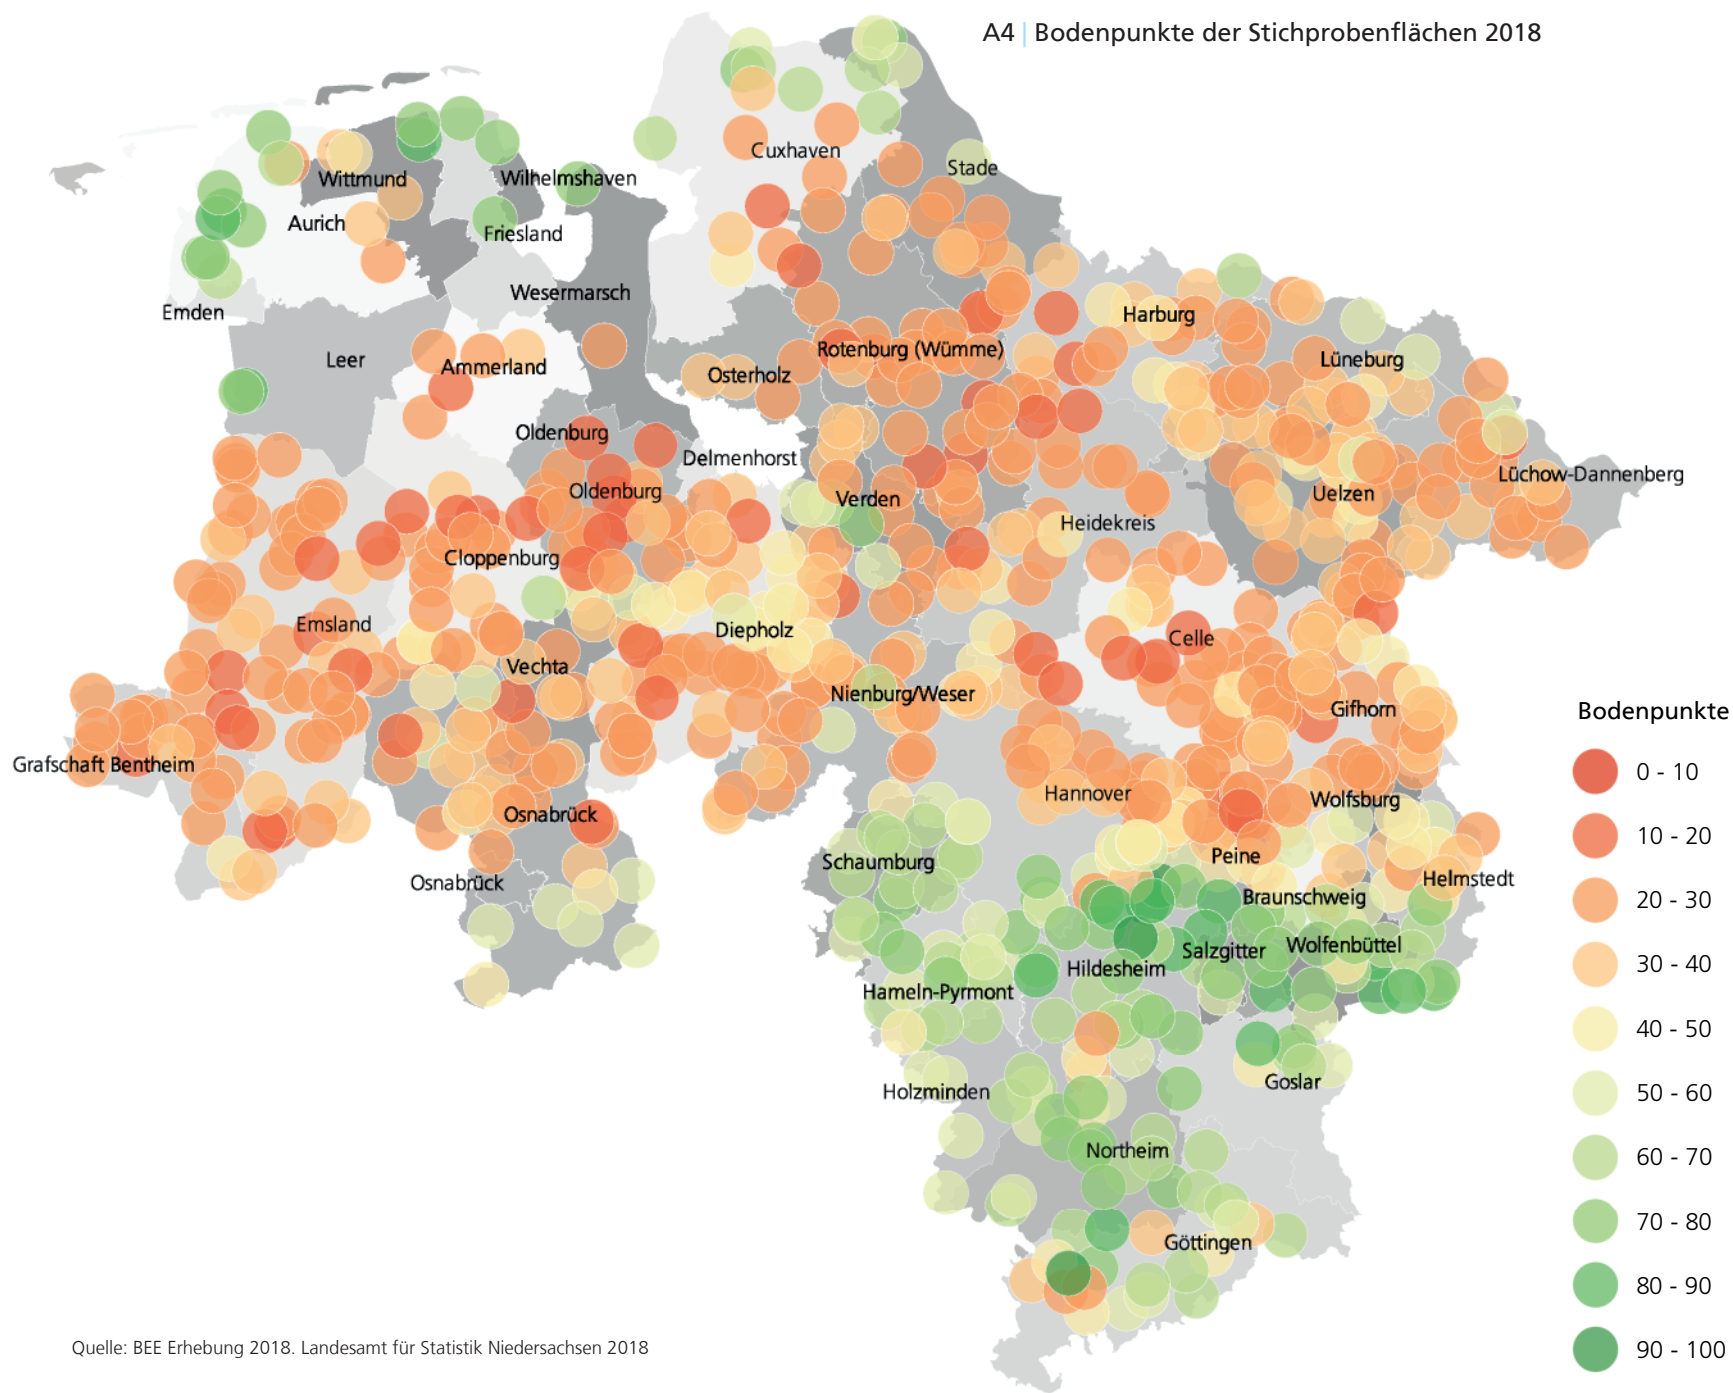 A4 | Bodenpunkte der Stichprobenflächen 2018
Cuxhaven
Stade
Wittmund
Wilhelmshaven
Aurich
Friesland
Wesermarsch
Emden
Harburg
Leer
Ammerland
Rotenburg (Wümme)
Lüneburg
Osterholz
Oldenburg
Delmenhorst
Lüchow-Dannenberg
Oldenburg
Verden
Uelzen
Heidekreis
Cloppenburg
Emsland
Diepholz
Celle
Vechta
Nienburg/Weser
Gifhorn
Bodenpunkte
Grafschaft Bentheim
0 - 10
Hannover
Wolfsburg
Osnabrück
10 - 20
Schaumburg
Peine
Osnabrück
Helmstedt
Braunschweig
20 - 30
Salzgitter
Wolfenbüttel
Hildesheim
30 - 40
Hameln-Pyrmont
40 - 50
Holzminden
Goslar
50 - 60
Northeim
60 - 70
70 - 80
Göttingen
80 - 90
Quelle: BEE Erhebung 2018. Landesamt für Statistik Niedersachsen 2018
90 - 100